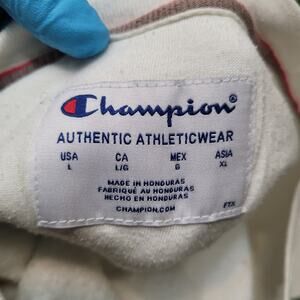 Champion®
AUTHENTIC ATHLETICWEAR
USA CA MEX ASIA
L L/G G XL
MADE IN HONDURAS
FABRIQUÉ AU HONDURAS
HECHO EN HONDURAS
CHAMPION.COM
FTX